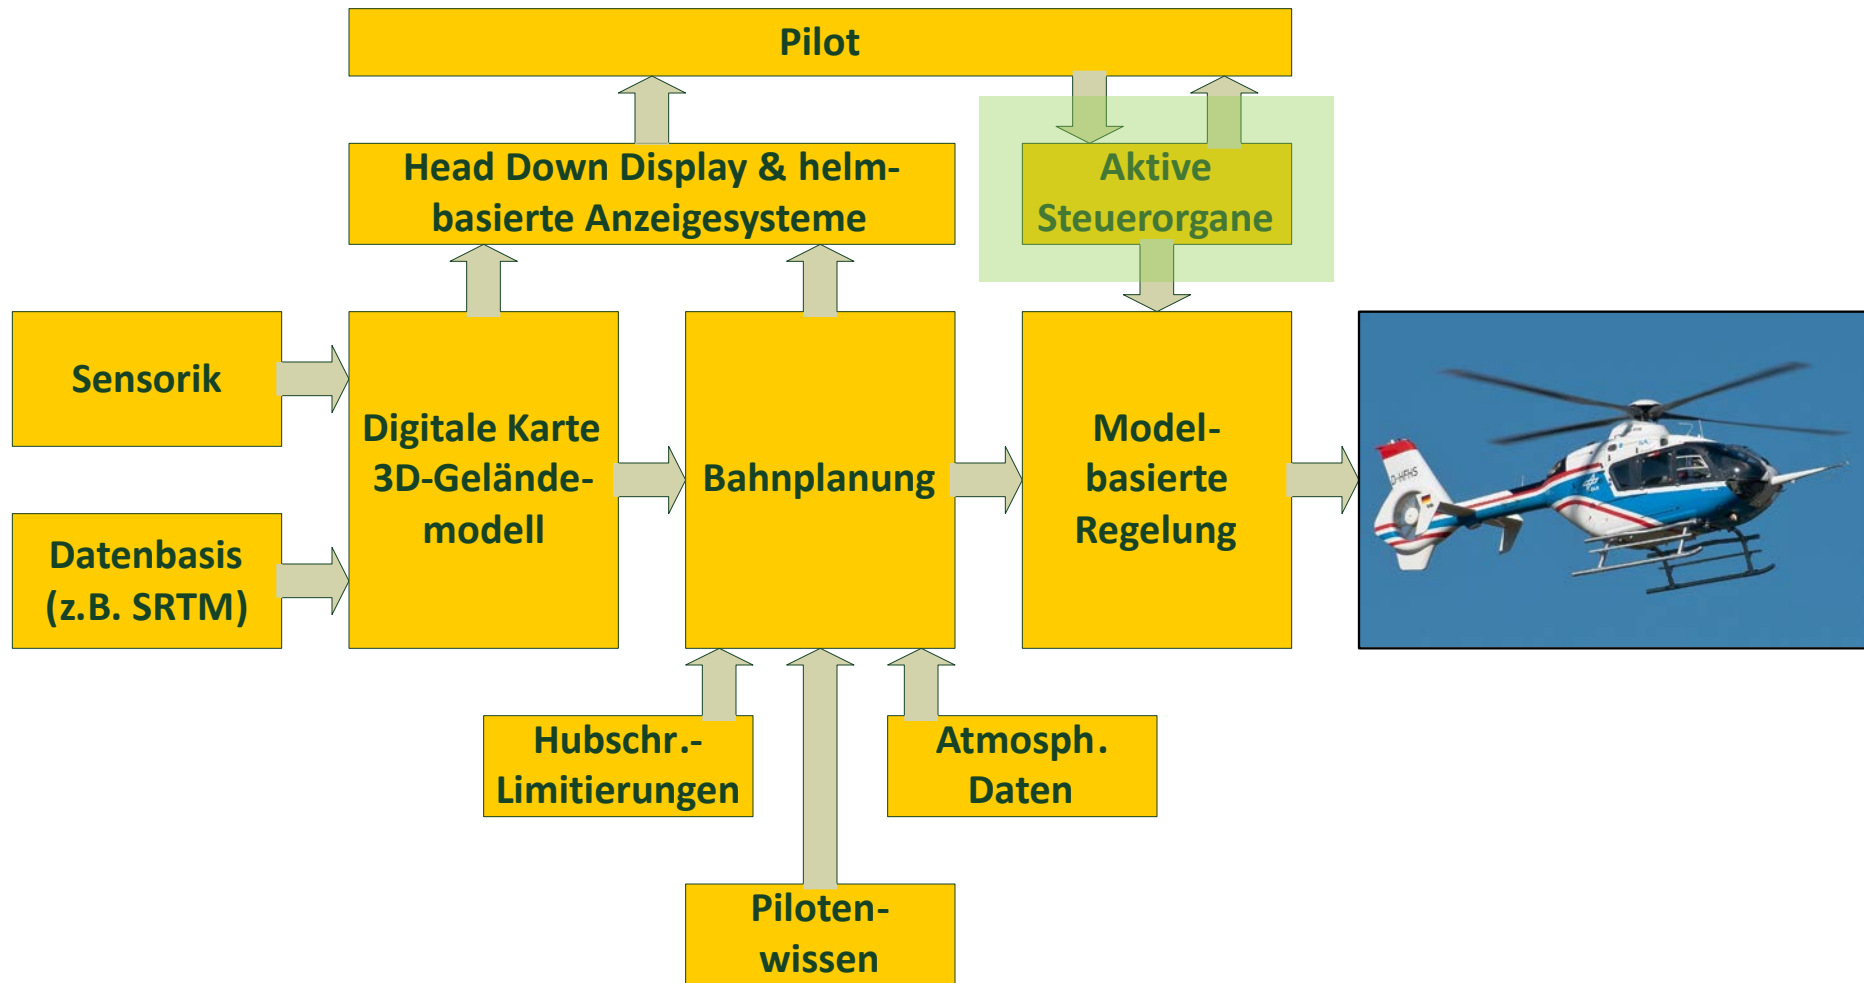 Pilot
Head Down Display & helm-
basierte Anzeigesysteme
Aktive
Steuerorgane
Sensorik
Datenbasis
(z.B. SRTM)
Digitale Karte
3D-Gelände-
modell
Bahnplanung
Model-
basierte
Regelung
D-HFHS
Hubschr.-
Limitierungen
Atmosph.
Daten
Piloten-
wissen